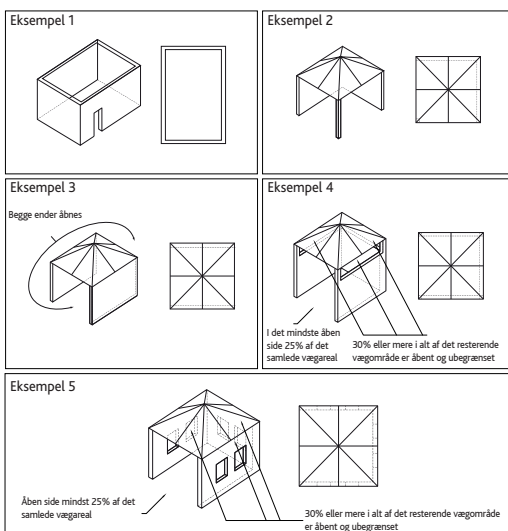 Eksempel 1
Eksempel 2
Eksempel 3
Begge ender åbnes
Eksempel 4
I det mindste åben
side 25% af det
samlede vægareal
30% eller mere i alt af det resterende
vægområde er åbent og ubegrænset
Eksempel 5
Åben side mindst 25% af det
samlede vægareal
30% eller mere i alt af det resterende vægområde
er åbent og ubegrænset